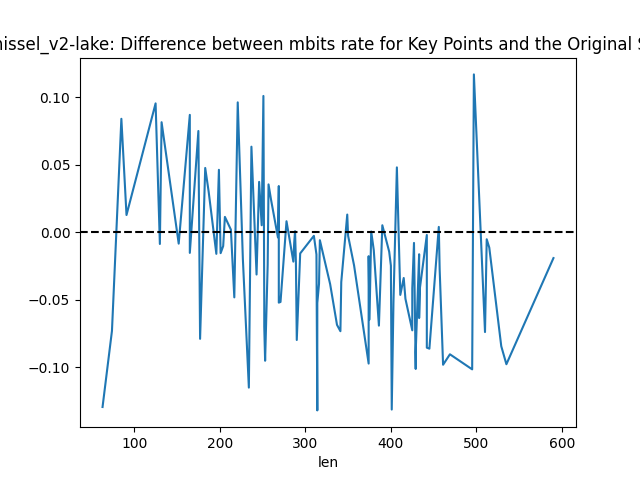 issel_v2-lake: Difference between mbits rate for Key Points and the Original
0.10
0.05
0.00
−0.05
−0.10
100 200 300 400 500 600
len